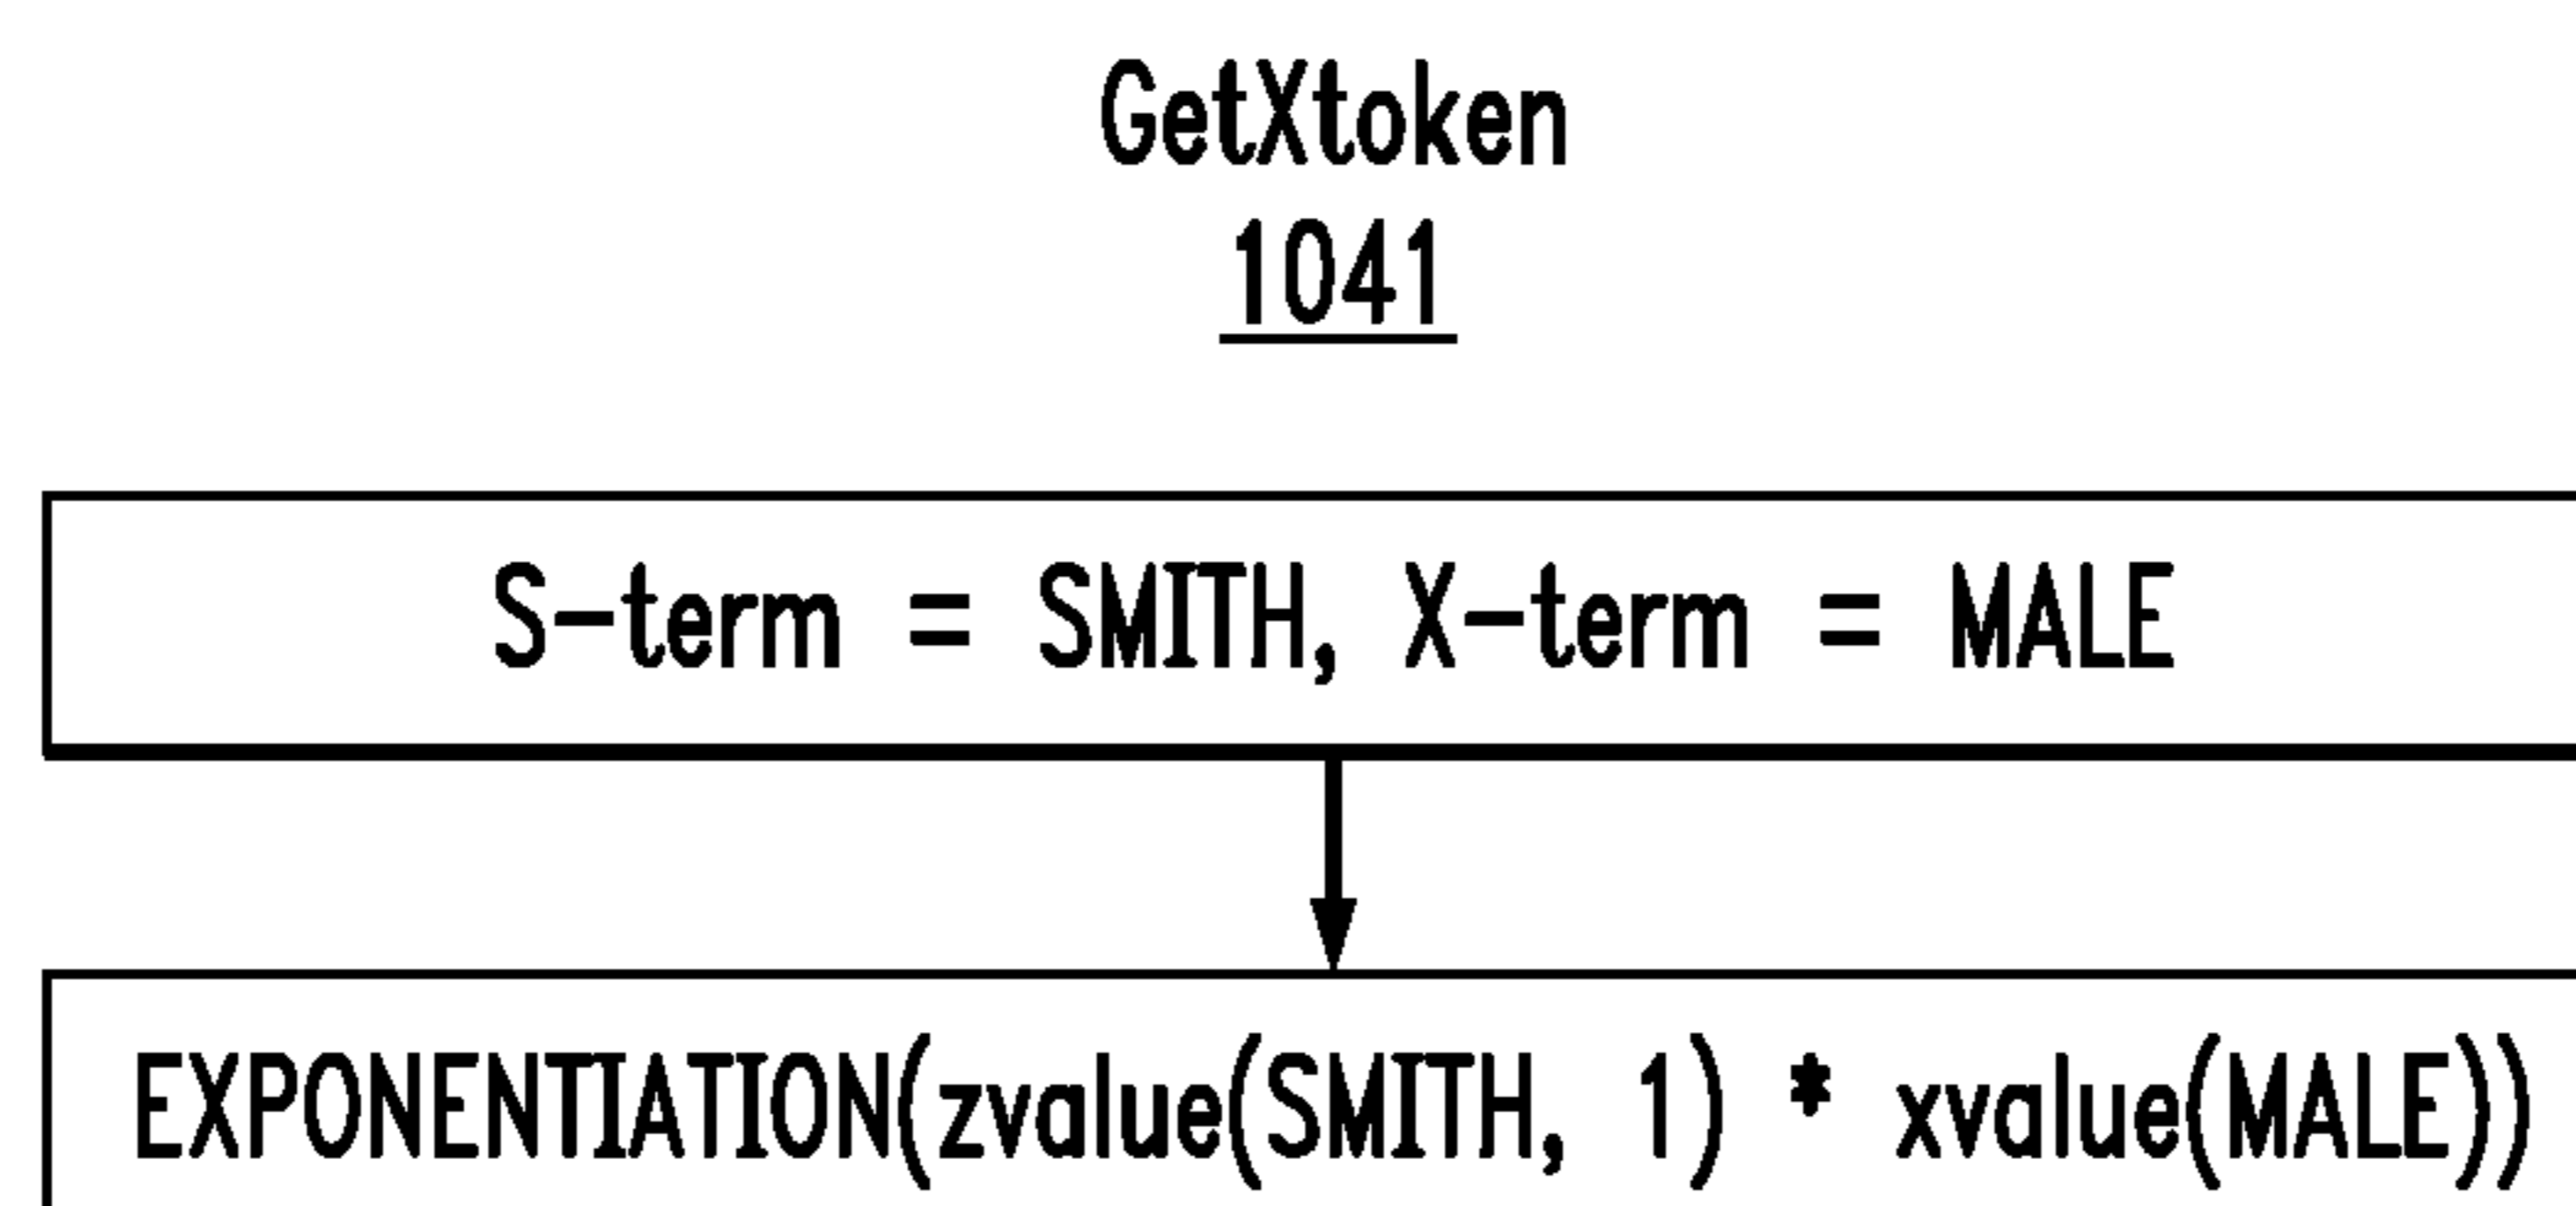 GetXtoken
1041
S-term = SMITH, X-term = MALE
EXPONENTIATION(zvalue(SMITH, 1) * xvalue(MALE))